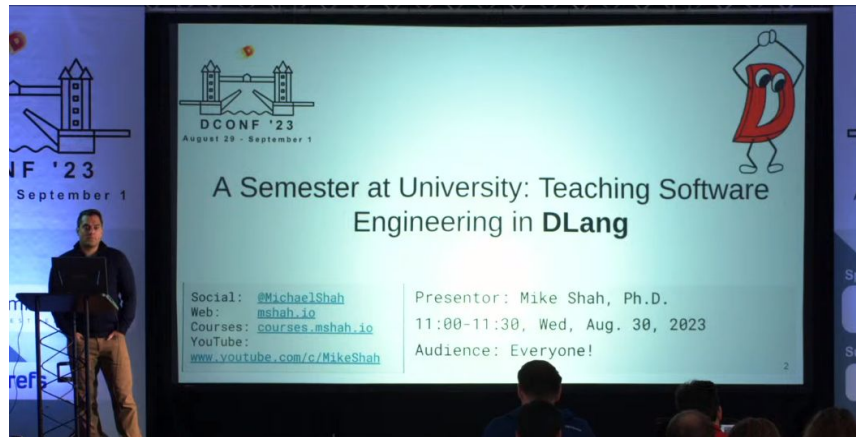 DCONF '23
August 29 - September 1
NF '23
September 1
A Semester at University: Teaching Software
Engineering in DLang
Social: @MichaelShah
Web: mshah.io
Courses: courses.mshah.io
YouTube:
www.youtube.com/c/MikeShah
Presentor: Mike Shah, Ph.D.
11:00-11:30, Wed, Aug. 30, 2023
Audience: Everyone!
2
refs